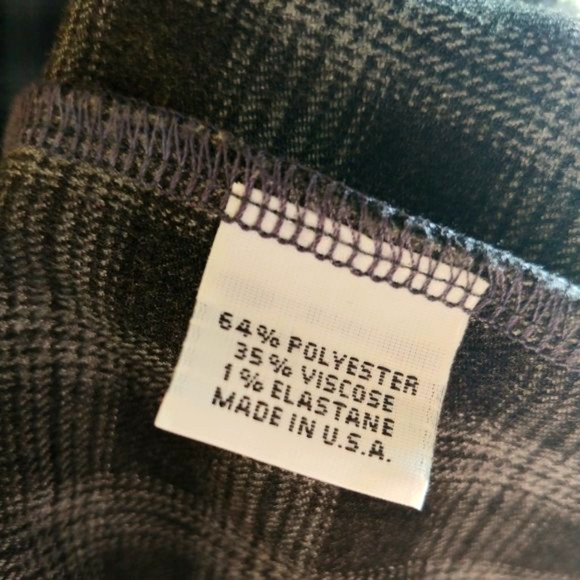 64% POLYESTER
35% VISCOSE
1% ELASTANE
MADE IN U.S.A.